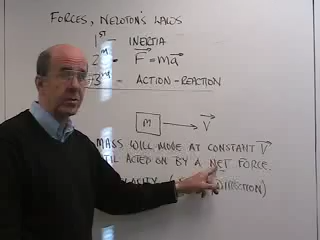 FORCES, NEWTON'S LAWS
1st - INERTIA
2nd - F = ma
3rd - ACTION-REACTION
m → V
MASS WILL MOVE AT CONSTANT V
ACTED ON BY A NET FORCE.
DIRECTION)